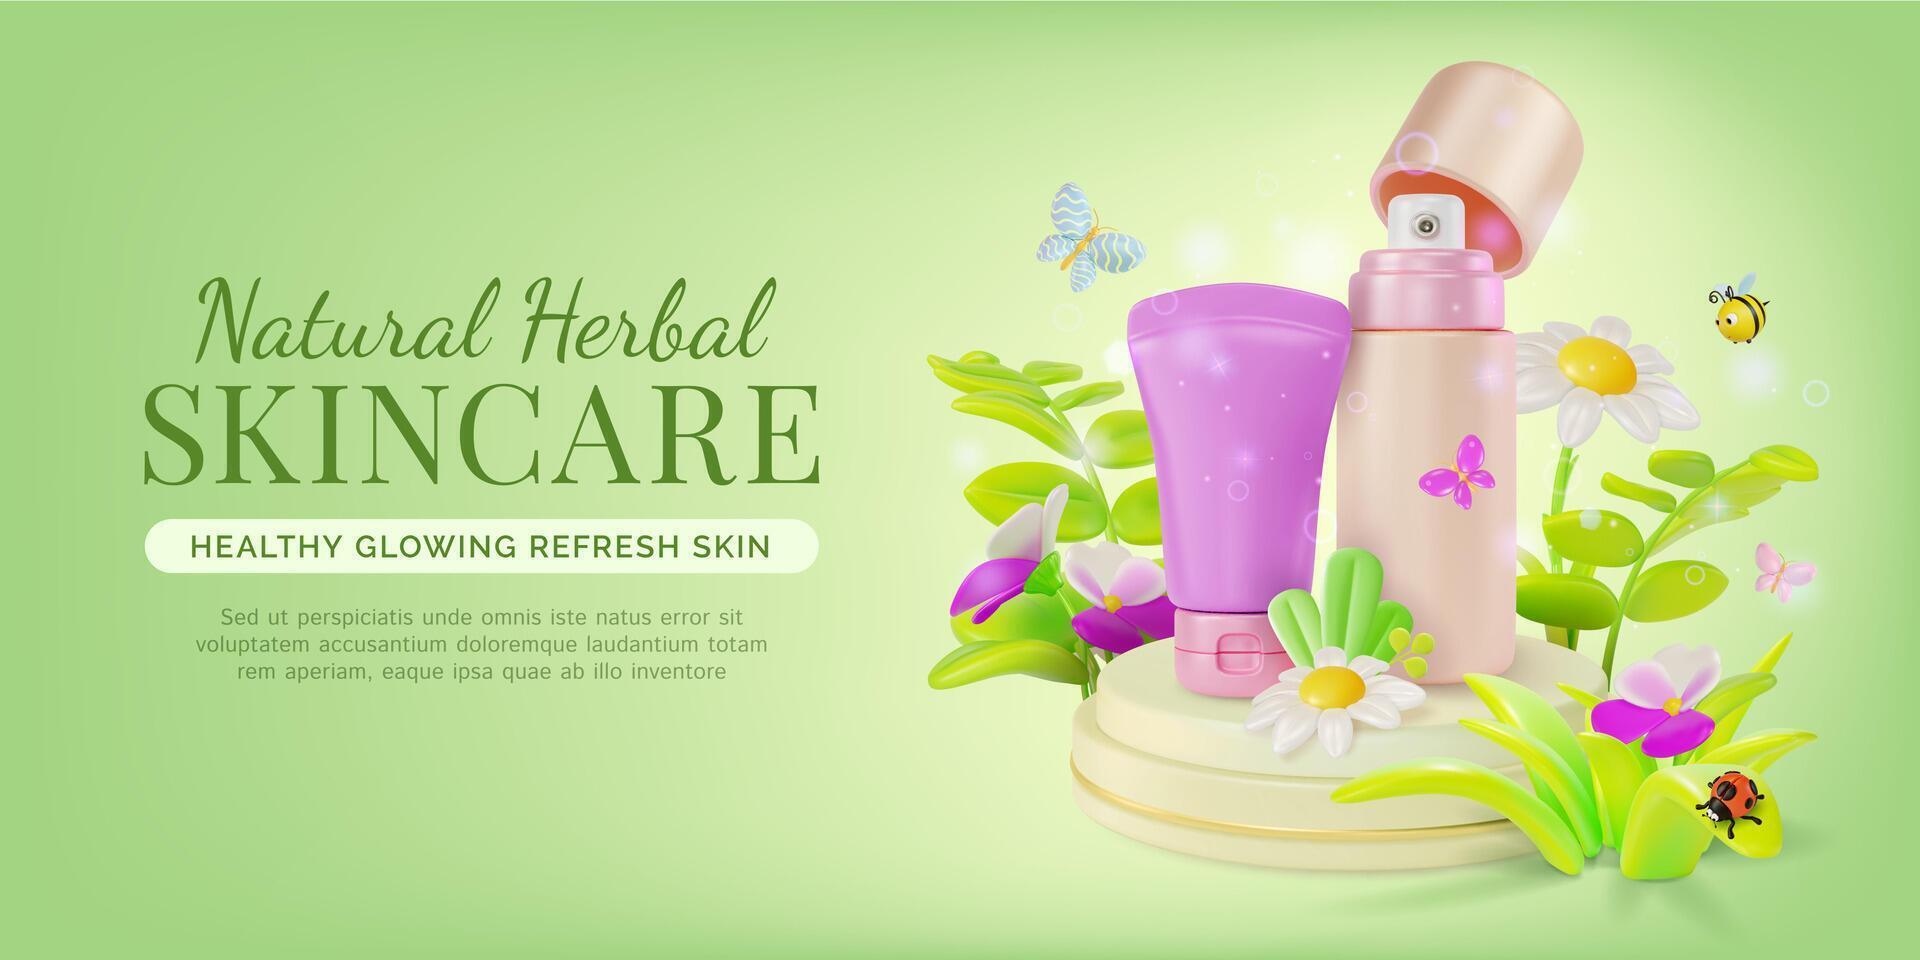 Natural Herbal
SKINCARE
HEALTHY GLOWING REFRESH SKIN
Sed ut perspiciatis unde omnis iste natus error sit
voluptatem accusantium doloremque laudantium totam
rem aperiam, eaque ipsa quae ab illo inventore